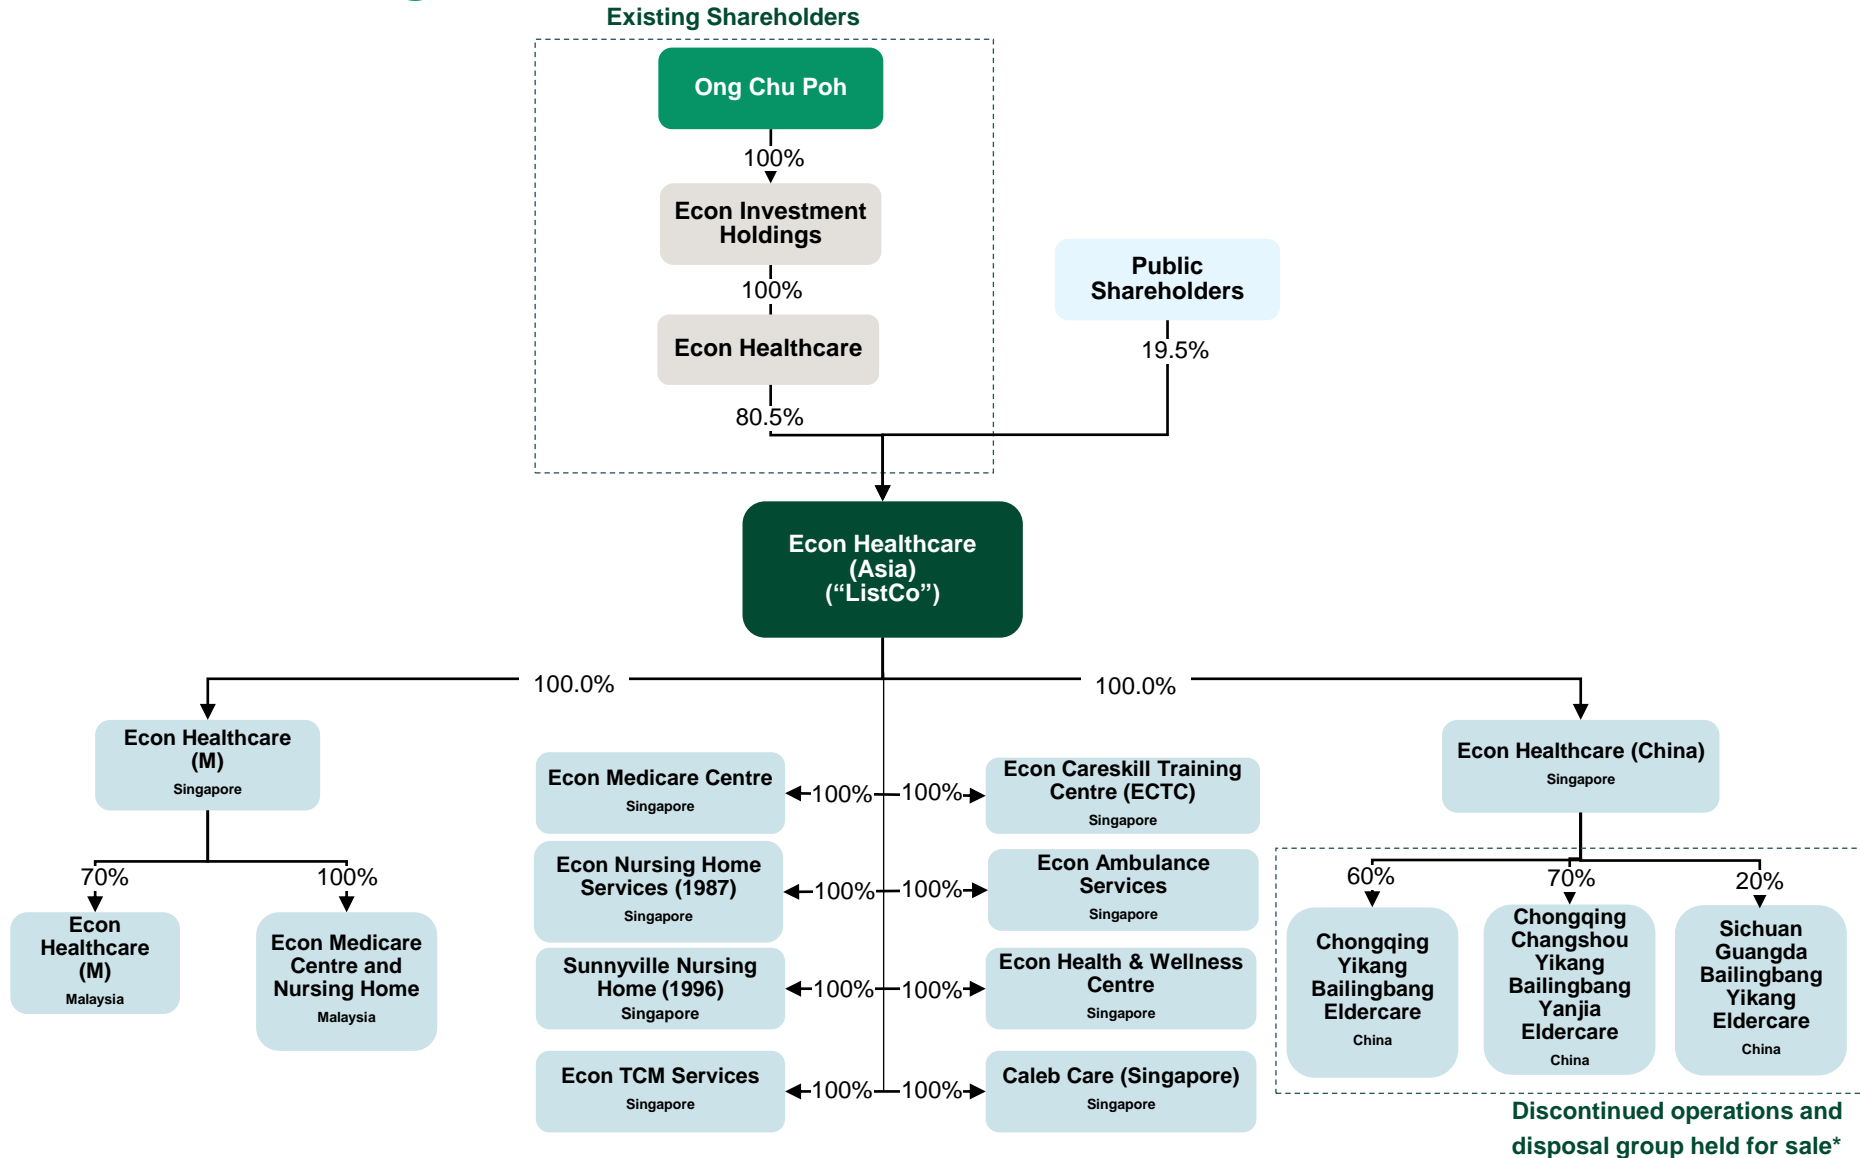 Existing Shareholders
Ong Chu Poh
100%
Econ Investment
Holdings
100%
Econ Healthcare
80.5%
Public
Shareholders
19.5%
Econ Healthcare
(Asia)
(“ListCo”)
100.0%
100.0%
Econ Healthcare
(M)
Singapore
70%
100%
Econ
Healthcare
(M)
Malaysia
Econ Medicare
Centre and
Nursing Home
Malaysia
Econ Medicare Centre
Singapore
100%
100%
Econ Careskill Training
Centre (ECTC)
Singapore
Econ Nursing Home
Services (1987)
Singapore
100%
100%
Econ Ambulance
Services
Singapore
Sunnyville Nursing
Home (1996)
Singapore
100%
100%
Econ Health & Wellness
Centre
Singapore
Econ TCM Services
Singapore
100%
100%
Caleb Care (Singapore)
Singapore
Econ Healthcare (China)
Singapore
60%
70%
20%
Chongqing
Yikang
Bailingbang
Eldercare
China
Chongqing
Changshou
Yikang
Bailingbang
Yanjia
Eldercare
China
Sichuan
Guangda
Bailingbang
Yikang
Eldercare
China
Discontinued operations and
disposal group held for sale*